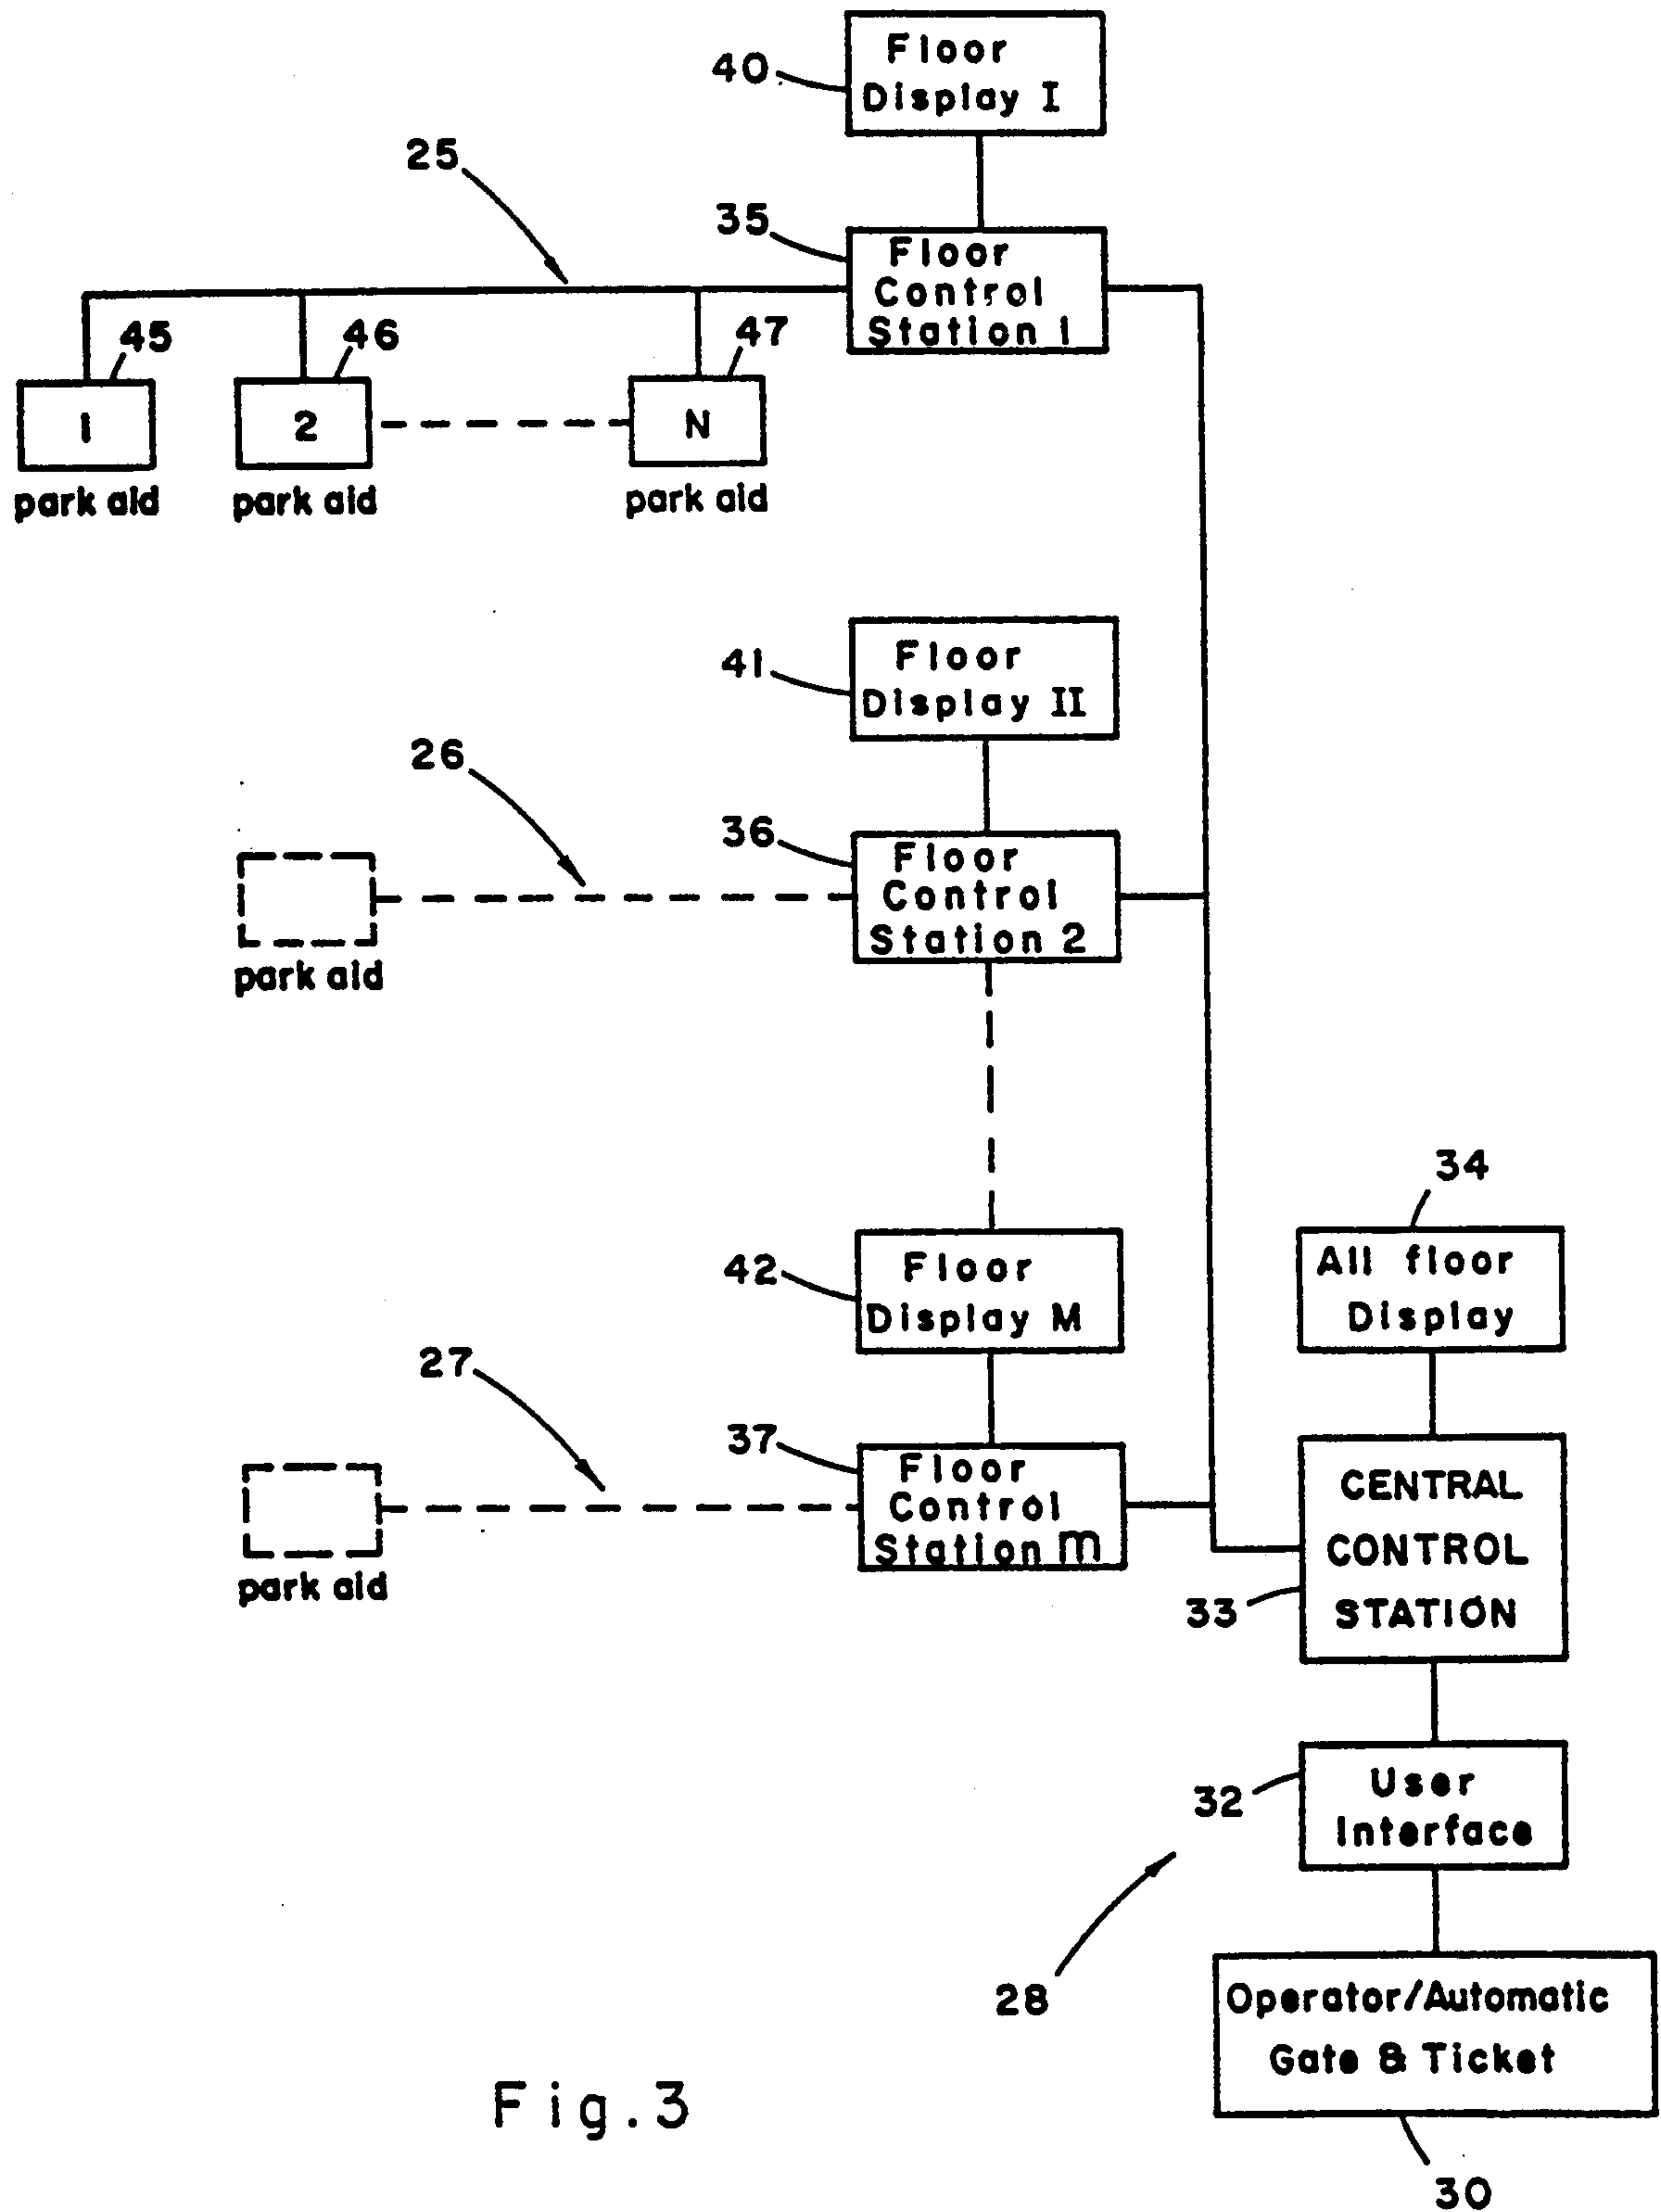 Floor
40
Display I
25
35
Floor
Control
Station 1
45
46
47
1
2
N
park aid
park aid
park aid
Floor
41
Display II
26
36
Floor
Control
Station 2
park aid
34
Floor
42
Display M
All floor
Display
27
37
Floor
Control
Station m
park aid
CENTRAL
CONTROL
STATION
33
User
Interface
32
28
Operator/Automatic
Gate & Ticket
30
Fig.3